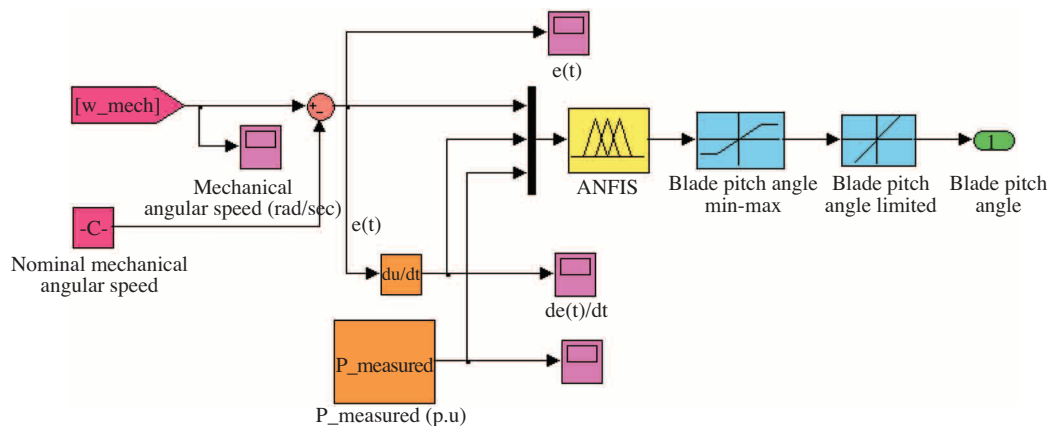 e(t)
[w_mech]
+
-
Mechanical
angular speed (rad/sec)
-C-
Nominal mechanical
angular speed
e(t)
ANFIS
Blade pitch angle
min-max
Blade pitch
angle limited
1
Blade pitch
angle
du/dt
de(t)/dt
P_measured
P_measured (p.u)